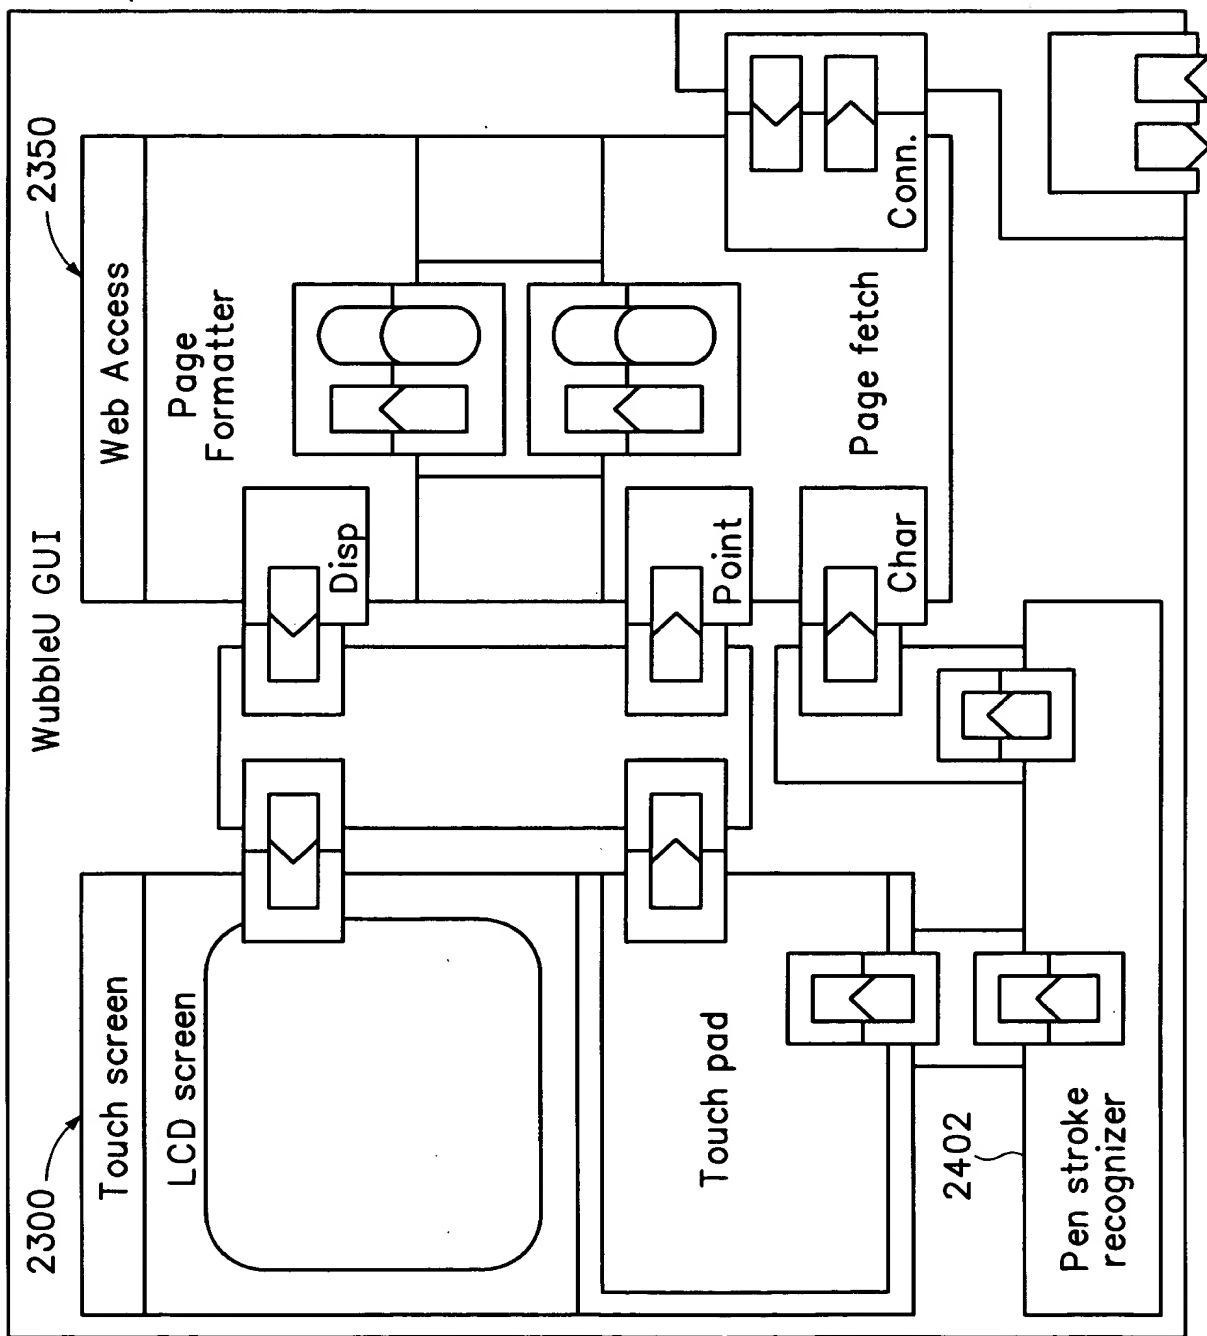 WubbleU GUI
2300
Touch screen
LCD screen
Touch pad
2402
Pen stroke
recognizer
2350
Web Access
Page
Formatter
Disp
Point
Char
Page fetch
Conn.